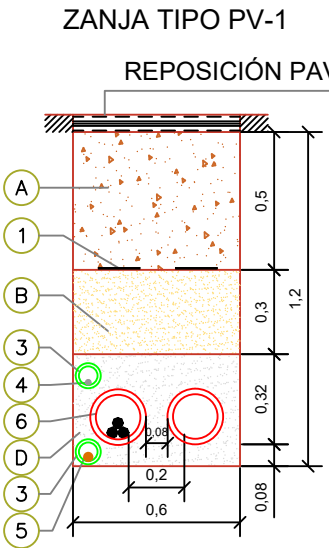 ZANJA TIPO PV-1
REPOSICIÓN PAV
A
1
B
3
4
6
D
3
5
0,5
0,3
0,32
0,08
1,2
0.08
0,2
0,6